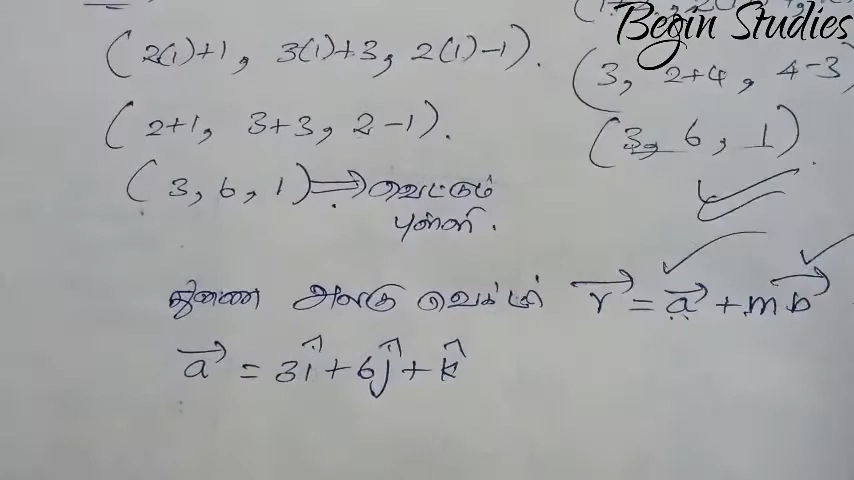 Begin Studies
(2(1)+1, 3(1)+3, 2(1)-1).
(2+1, 3+3, 2-1).
(3, 6, 1) ⟹ வெட்டும்
புள்ளி.
(3, 2+4, 4-3)
(3, 6, 1).
அலகு வெக்டர் r⃗ = a⃗ + m b⃗
a⃗ = 3î + 6ĵ + k̂